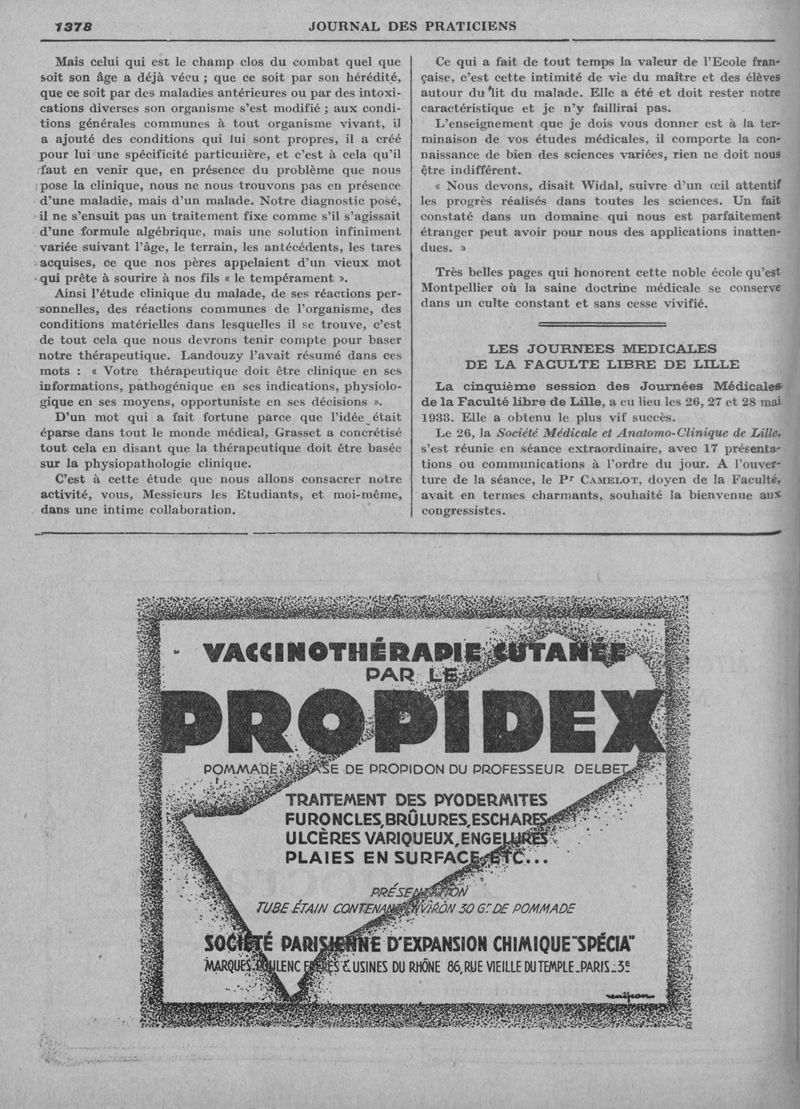 1378
JOURNAL DES PRATICIENS
Mais celui qui est le champ clos du combat quel que
soit son âge a déjà vécu ; que ce soit par son hérédité,
que ce soit par des maladies antérieures ou par des intoxi-
cations diverses son organisme s'est modifié ; aux condi-
tions générales communes à tout organisme vivant, il
a ajouté des conditions qui lui sont propres, il a créé
pour lui une spécificité particulière, et c'est à cela qu'il
faut en venir que, en présence du problème que nous
pose la clinique, nous ne nous trouvons pas en présence
d'une maladie, mais d'un malade. Notre diagnostic posé,
il ne s'ensuit pas un traitement fixe comme s'il s'agissait
d'une formule algébrique, mais une solution infiniment
variée suivant l'âge, le terrain, les antécédents, les tares
acquises, ce que nos pères appelaient d'un vieux mot
qui prête à sourire à nos fils « le tempérament ».
Ainsi l'étude clinique du malade, de ses réactions per-
sonnelles, des réactions communes de l'organisme, des
conditions matérielles dans lesquelles il se trouve, c'est
de tout cela que nous devrons tenir compte pour baser
notre thérapeutique. Landouzy l'avait résumé dans ces
mots : « Votre thérapeutique doit être clinique en ses
informations, pathogénique en ses indications, physiolo-
gique en ses moyens, opportuniste en ses décisions ».
D'un mot qui a fait fortune parce que l'idée était
éparse dans tout le monde médical, Grasset a concrétisé
tout cela en disant que la thérapeutique doit être basée
sur la physiopathologie clinique.
C'est à cette étude que nous allons consacrer notre
activité, vous, Messieurs les Etudiants, et moi-même,
dans une intime collaboration.
Ce qui a fait de tout temps la valeur de l'Ecole fran-
çaise, c'est cette intimité de vie du maître et des élèves
autour du lit du malade. Elle a été et doit rester notre
caractéristique et je n'y faillirai pas.
L'enseignement que je dois vous donner est à la ter-
minaison de vos études médicales, il comporte la con-
naissance de bien des sciences variées, rien ne doit nous
être indifférent.
« Nous devons, disait Widal, suivre d'un œil attentif
les progrès réalisés dans toutes les sciences. Un fait
constaté dans un domaine qui nous est parfaitement
étranger peut avoir pour nous des applications inatten-
dues. »
Très belles pages qui honorent cette noble école qu'est
Montpellier où la saine doctrine médicale se conserve
dans un culte constant et sans cesse vivifié.
LES JOURNEES MEDICALES
DE LA FACULTE LIBRE DE LILLE
La cinquième session des Journées Médicales
de la Faculté libre de Lille, a eu lieu les 26, 27 et 28 mai
1933. Elle a obtenu le plus vif succès.
Le 26, la Société Médicale et Anatomo-Clinique de Lille,
s'est réunie en séance extraordinaire, avec 17 présenta-
tions ou communications à l'ordre du jour. A l'ouver-
ture de la séance, le Pr CAMELOT, doyen de la Faculté,
avait en termes charmants, souhaité la bienvenue aux
congressistes.
VACCINOTHÉRAPIE CUTANÉE
PAR LE
PROPIDEX
POMMADE A BASE DE PROPIDON DU PROFESSEUR DELBET
TRAITEMENT DES PYODERMITES
FURONCLES, BRÛLURES, ESCHARES
ULCÈRES VARIQUEUX, ENGELURES
PLAIES EN SURFACE, ETC...
PRÉSENTATION
TUBE ÉTAIN CONTENANT ENVIRON 30 Gr DE POMMADE
SOCIÉTÉ PARISIENNE D'EXPANSION CHIMIQUE "SPÉCIA"
MARQUES POULENC FRÈRES & USINES DU RHÔNE 86, RUE VIEILLE DU TEMPLE_PARIS_3e